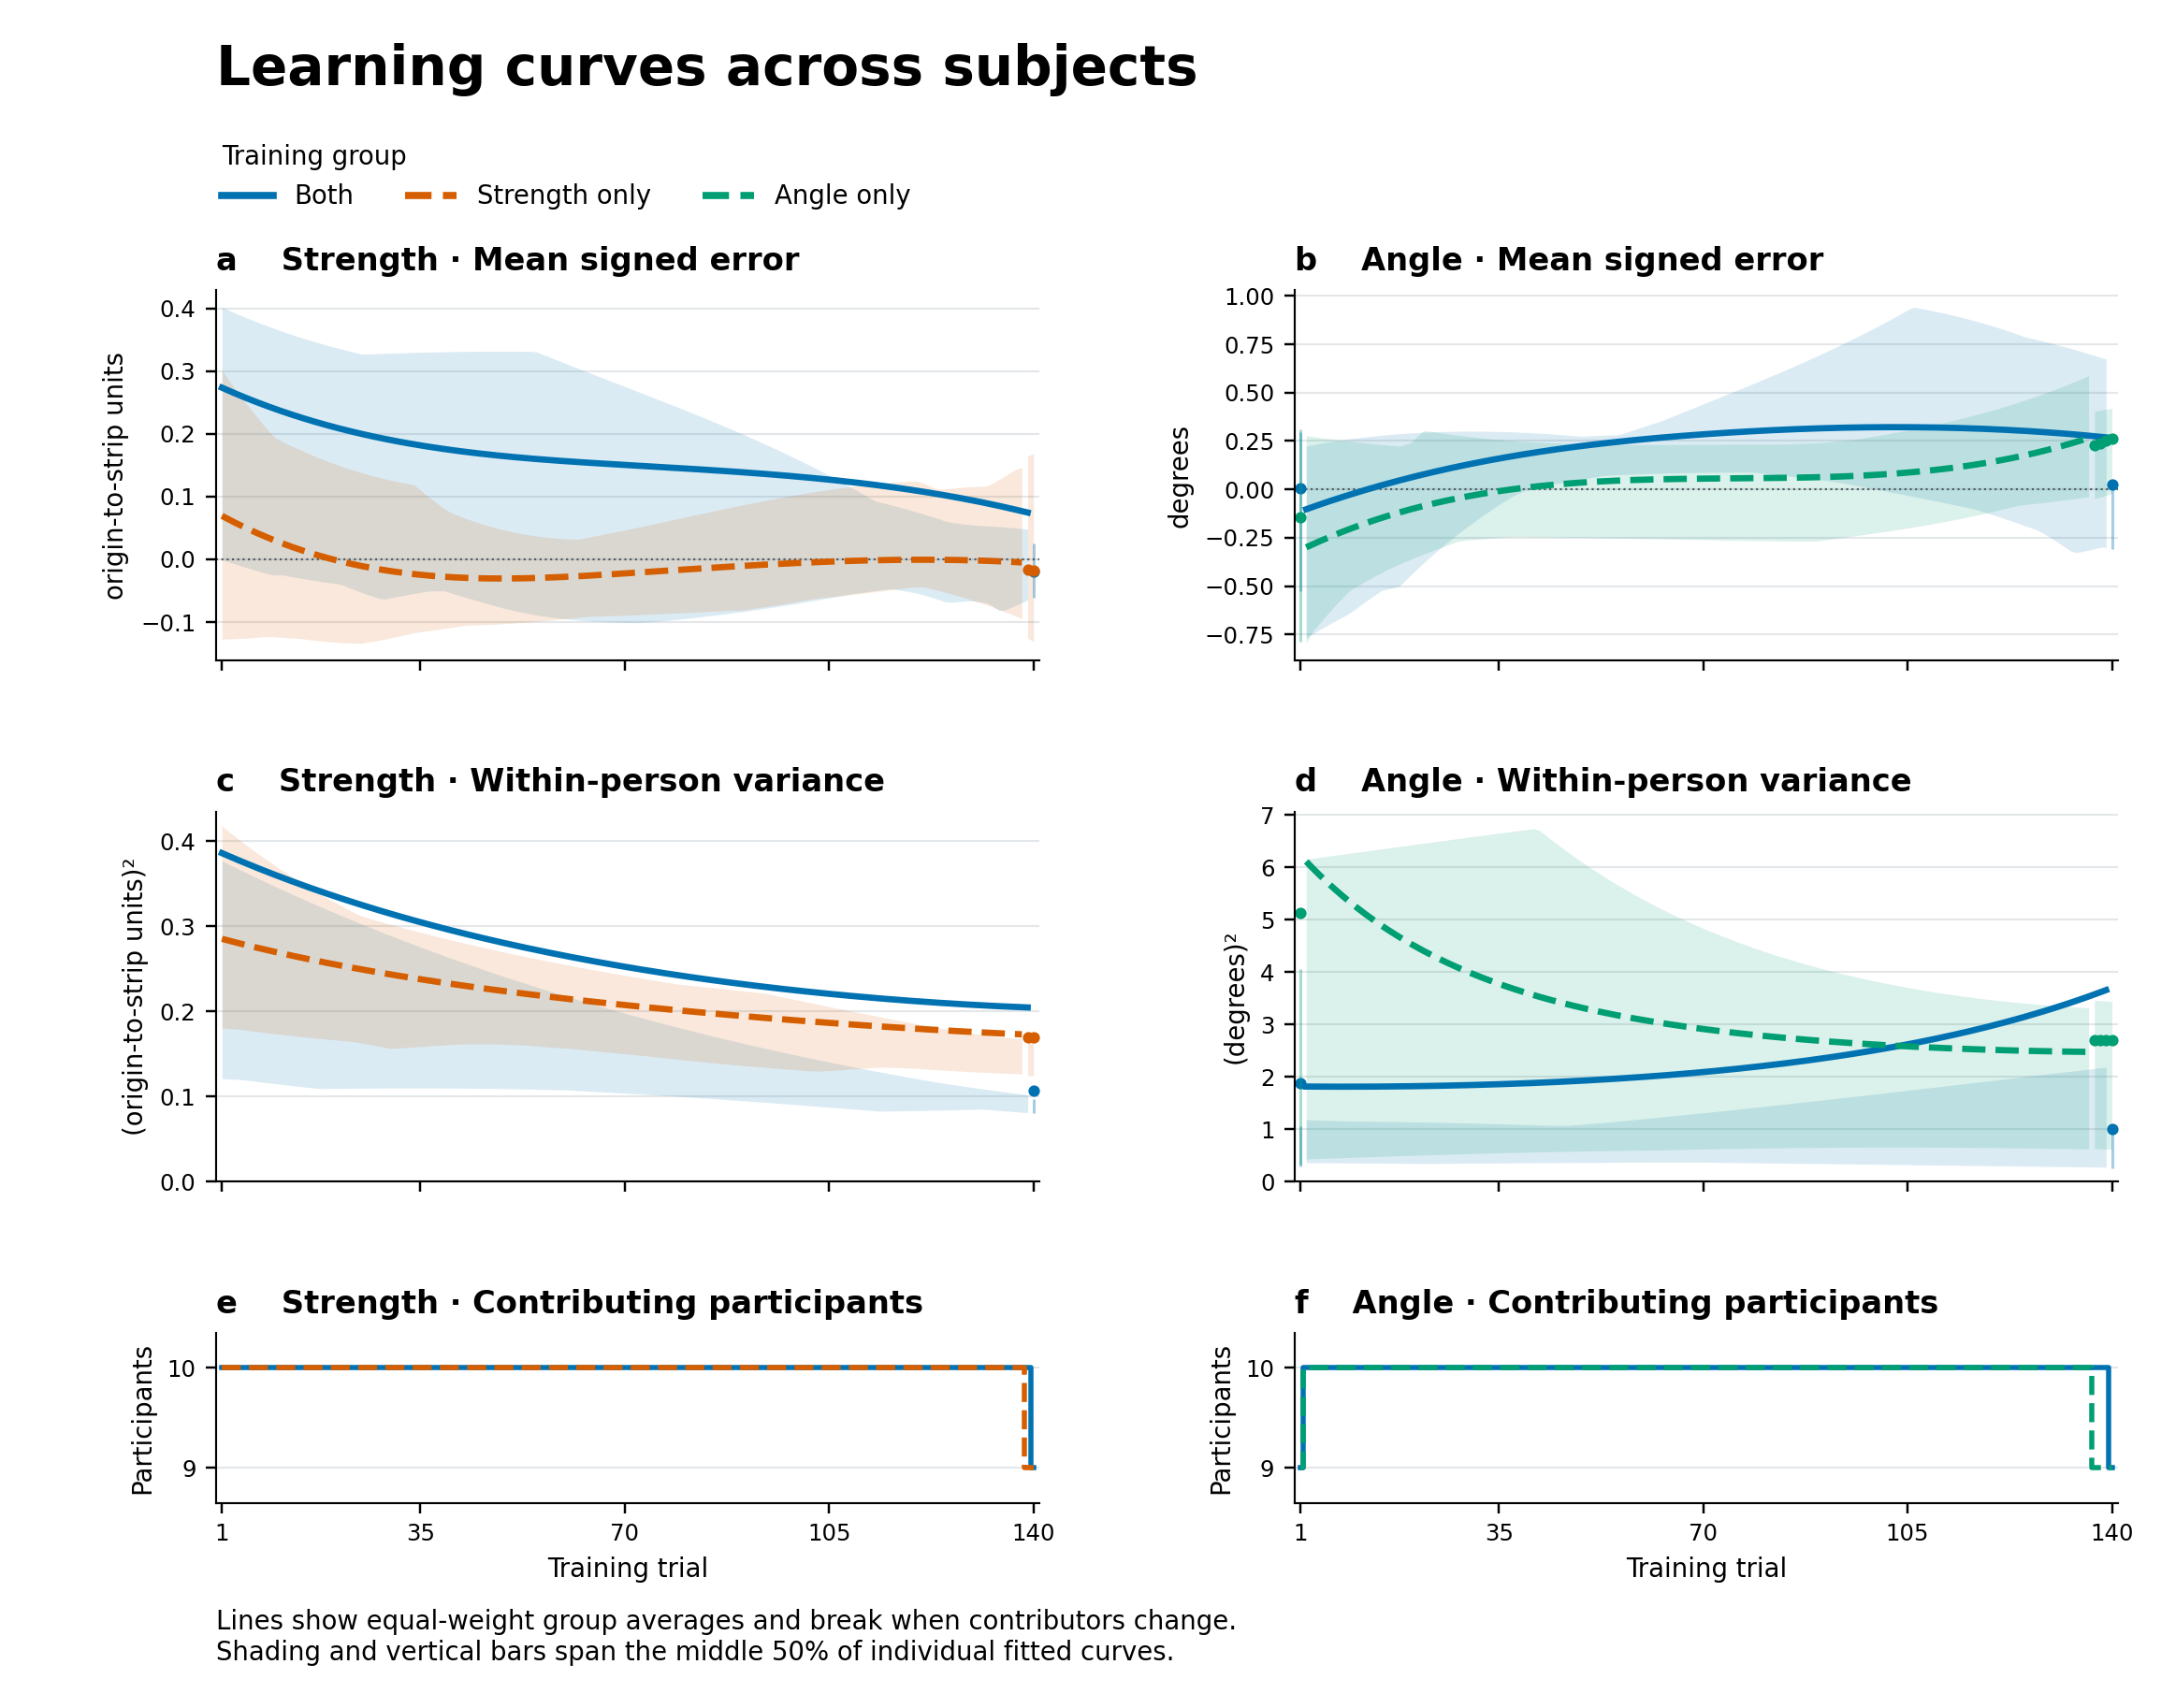 Learning curves across subjects
Training group
Both Strength only Angle only
a Strength · Mean signed error
0.4
0.3
0.2
0.1
0.0
−0.1
origin-to-strip units
b Angle · Mean signed error
1.00
0.75
0.50
0.25
0.00
−0.25
−0.50
−0.75
degrees
c Strength · Within-person variance
0.4
0.3
0.2
0.1
0.0
(origin-to-strip units)²
d Angle · Within-person variance
7
6
5
4
3
2
1
0
(degrees)²
e Strength · Contributing participants
10
9
Participants
1 35 70 105 140
Training trial
f Angle · Contributing participants
10
9
Participants
1 35 70 105 140
Training trial
Lines show equal-weight group averages and break when contributors change.
Shading and vertical bars span the middle 50% of individual fitted curves.